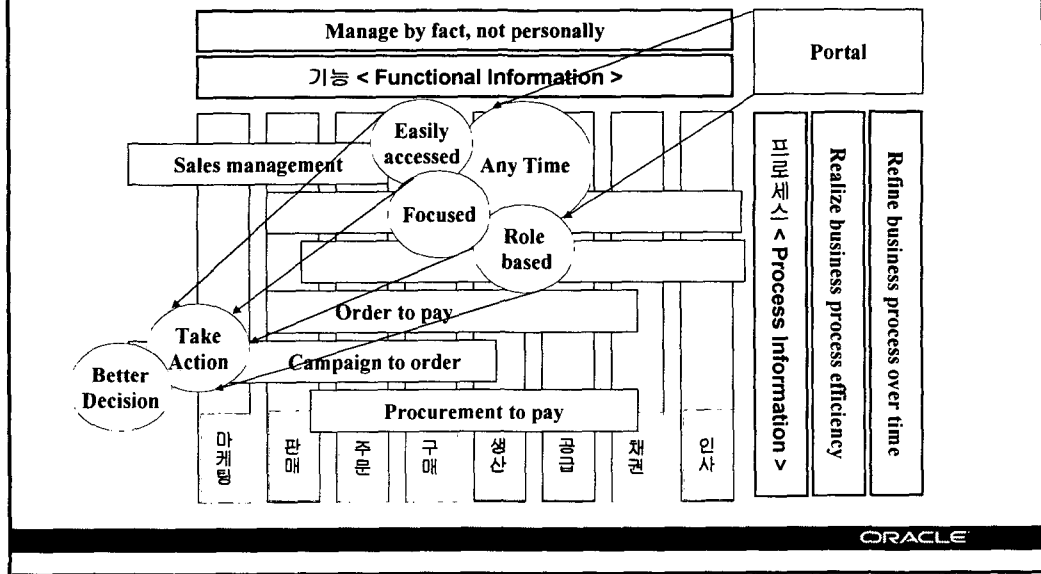 Manage by fact, not personally
Portal
기능 < Functional Information >
Easily
accessed
Any Time
Sales management
Focused
Role
based
Order to pay
Take
Action
Campaign to order
Better
Decision
Procurement to pay
마케팅
판매
주문
구매
생산
공급
채권
인사
프로세스 < Process Information >
Realize business process efficiency
Refine business process over time
ORACLE